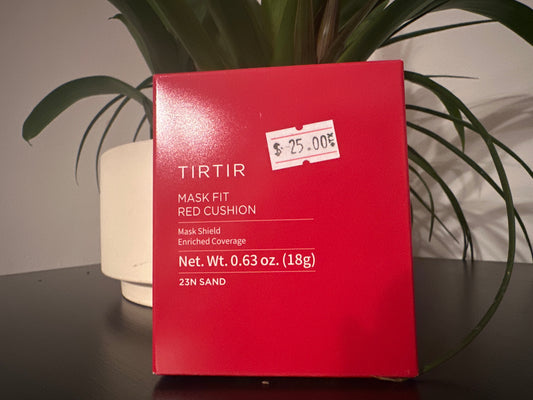 $ 25.00
TIRTIR
MASK FIT
RED CUSHION
Mask Shield
Enriched Coverage
Net. Wt. 0.63 oz. (18g)
23N SAND